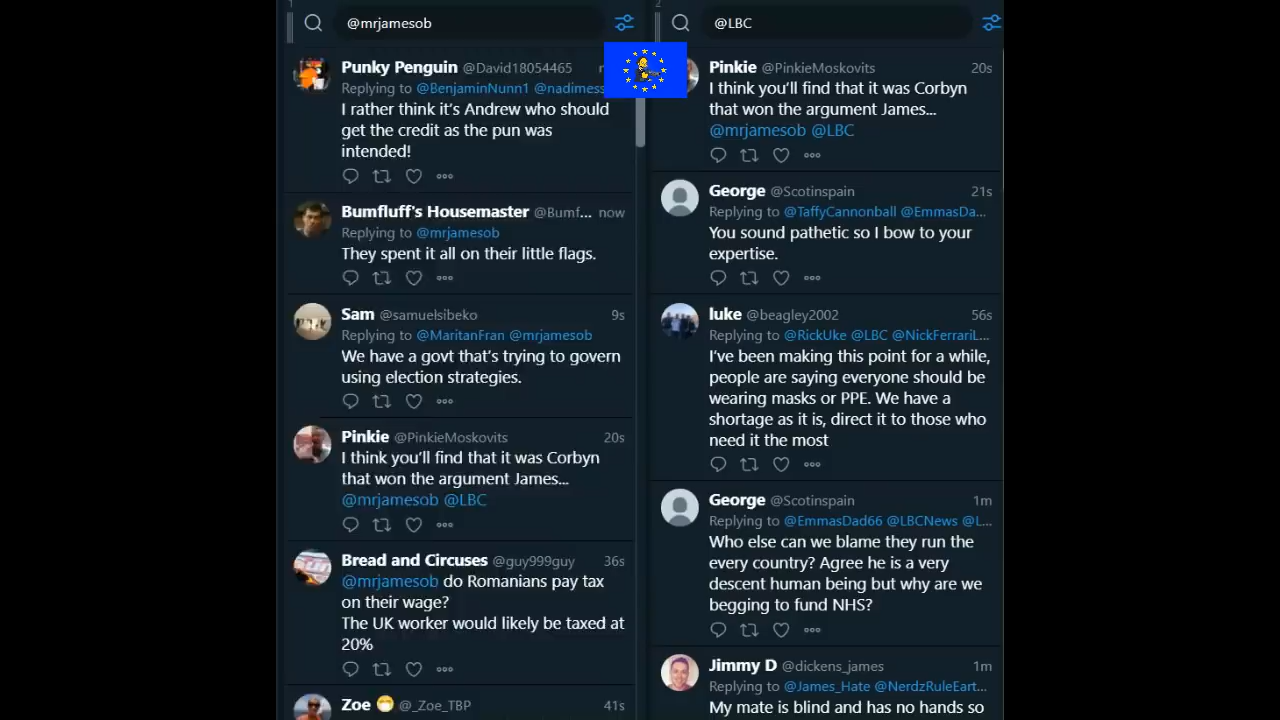 1
@mrjamesob
Punky Penguin @David18054465
Replying to @BenjaminNunn1 @nadimess
I rather think it's Andrew who should
get the credit as the pun was
intended!
Bumfluff's Housemaster @Bumf... now
Replying to @mrjamesob
They spent it all on their little flags.
Sam @samuelsibeko 9s
Replying to @MaritanFran @mrjamesob
We have a govt that's trying to govern
using election strategies.
Pinkie @PinkieMoskovits 20s
I think you'll find that it was Corbyn
that won the argument James...
@mrjamesob @LBC
Bread and Circuses @guy999guy 36s
@mrjamesob do Romanians pay tax
on their wage?
The UK worker would likely be taxed at
20%
Zoe @_Zoe_TBP 41s
2
@LBC
Pinkie @PinkieMoskovits 20s
I think you'll find that it was Corbyn
that won the argument James...
@mrjamesob @LBC
George @Scotinspain 21s
Replying to @TaffyCannonball @EmmasDa...
You sound pathetic so I bow to your
expertise.
luke @beagley2002 56s
Replying to @RickUke @LBC @NickFerrariL...
I've been making this point for a while,
people are saying everyone should be
wearing masks or PPE. We have a
shortage as it is, direct it to those who
need it the most
George @Scotinspain 1m
Replying to @EmmasDad66 @LBCNews @L...
Who else can we blame they run the
every country? Agree he is a very
descent human being but why are we
begging to fund NHS?
Jimmy D @dickens_james 1m
Replying to @James_Hate @NerdzRuleEart...
My mate is blind and has no hands so